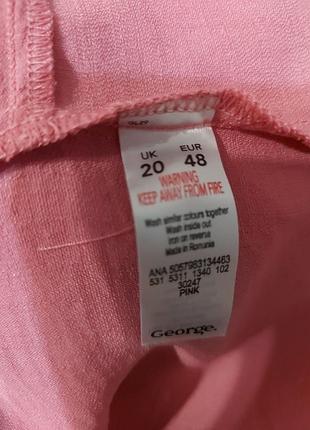 UK EUR
20 48
WARNING
KEEP AWAY FROM FIRE
Wash similar colours together
Wash inside out
Iron on reverse
Made in Romania
ANA 5057983134463
531 5311 1340 102
30247
PINK
George.